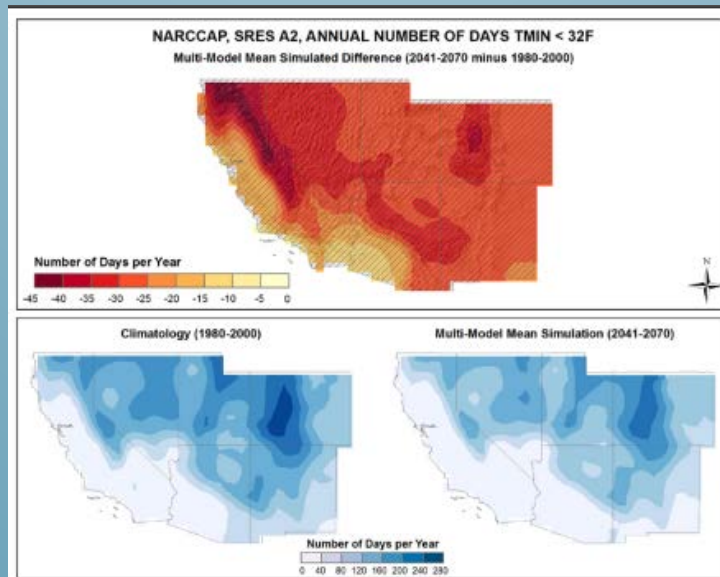 NARCCAP, SRES A2, ANNUAL NUMBER OF DAYS TMIN < 32F
Multi-Model Mean Simulated Difference (2041-2070 minus 1980-2000)
Number of Days per Year
-45 -40 -35 -30 -25 -20 -15 -10 -5 0
N
Climatology (1980-2000)
Multi-Model Mean Simulation (2041-2070)
Number of Days per Year
0 40 80 120 160 200 240 280